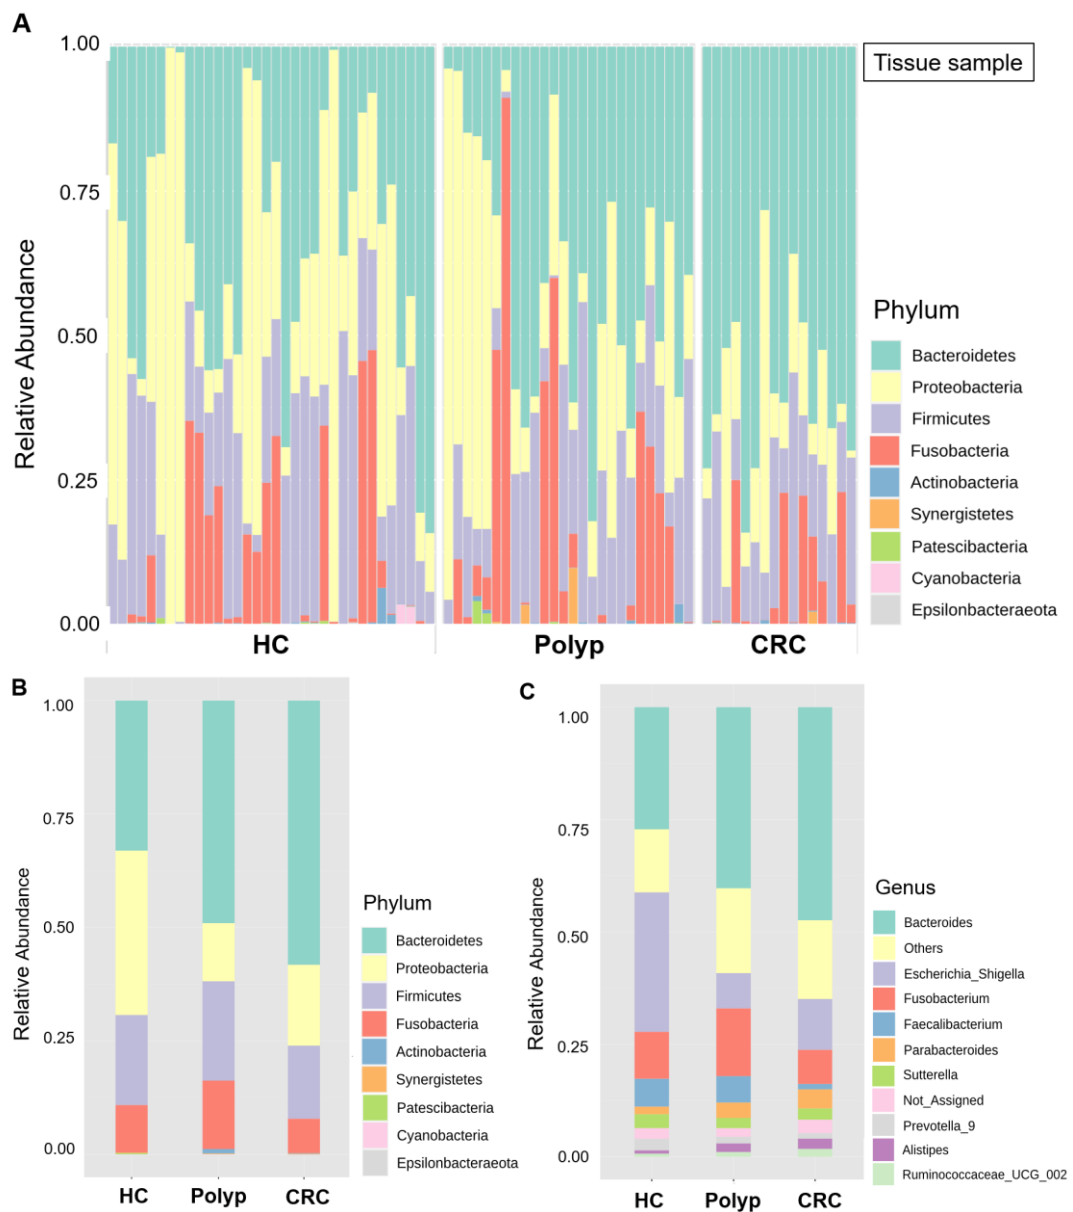 A
Tissue sample
1.00
0.75
0.50
0.25
0.00
Relative Abundance
HC
Polyp
CRC
Phylum
Bacteroidetes
Proteobacteria
Firmicutes
Fusobacteria
Actinobacteria
Synergistetes
Patescibacteria
Cyanobacteria
Epsilonbacteraeota
B
1.00
0.75
0.50
0.25
0.00
Relative Abundance
HC
Polyp
CRC
Phylum
Bacteroidetes
Proteobacteria
Firmicutes
Fusobacteria
Actinobacteria
Synergistetes
Patescibacteria
Cyanobacteria
Epsilonbacteraeota
C
1.00
0.75
0.50
0.25
0.00
Relative Abundance
HC
Polyp
CRC
Genus
Bacteroides
Others
Escherichia_Shigella
Fusobacterium
Faecalibacterium
Parabacteroides
Sutterella
Not_Assigned
Prevotella_9
Alistipes
Ruminococcaceae_UCG_002